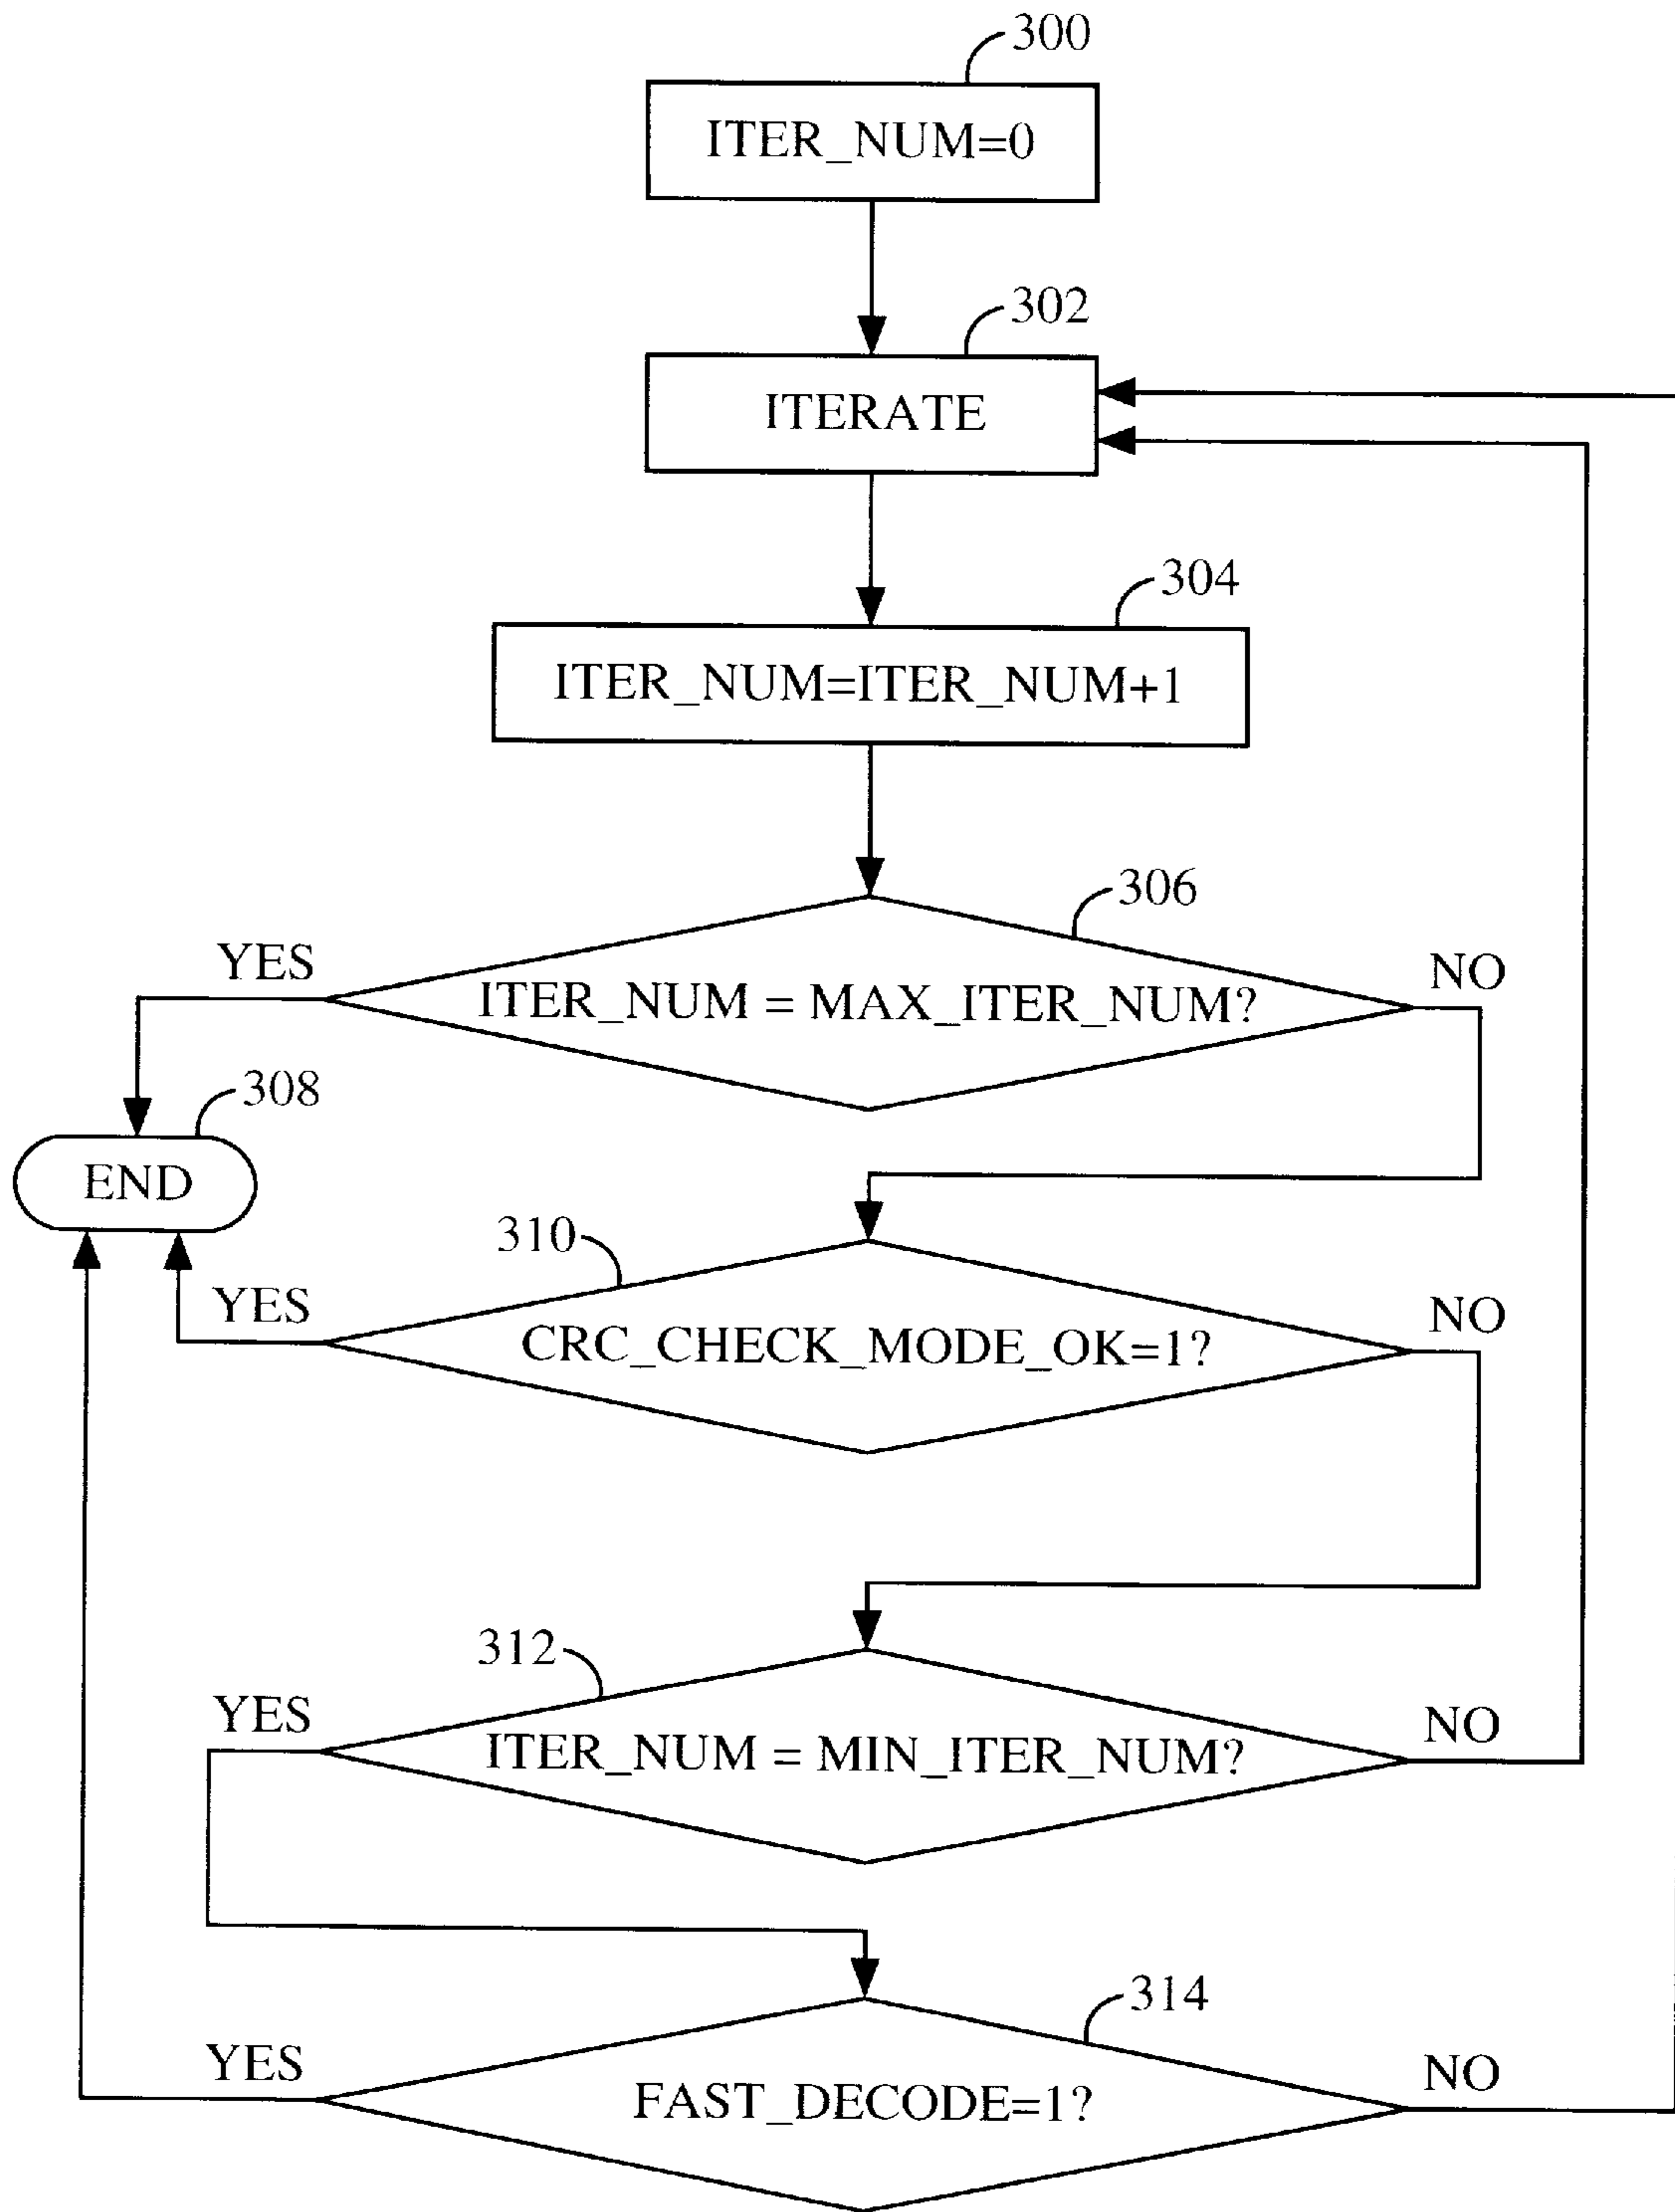 300
ITER_NUM=0
302
ITERATE
304
ITER_NUM=ITER_NUM+1
306
YES
NO
ITER_NUM = MAX_ITER_NUM?
308
END
310
YES
NO
CRC_CHECK_MODE_OK=1?
312
YES
NO
ITER_NUM = MIN_ITER_NUM?
314
YES
NO
FAST_DECODE=1?